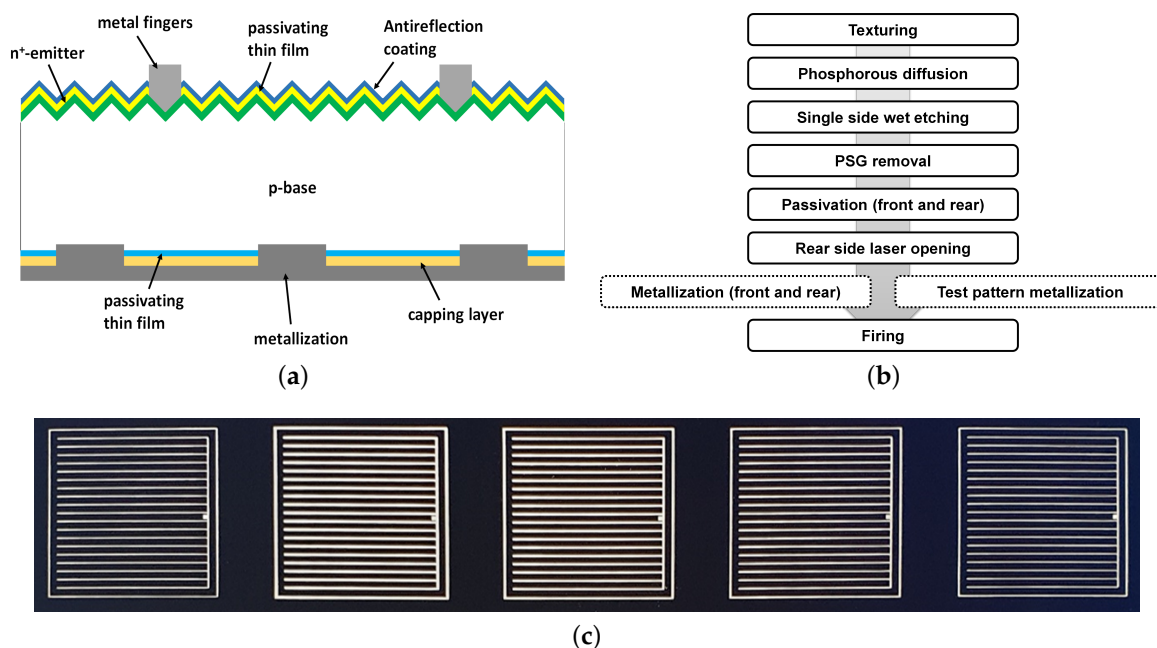 metal fingers
n+-emitter
passivating
thin film
Antireflection
coating
p-base
passivating
thin film
metallization
capping layer
(a)
Texturing
Phosphorous diffusion
Single side wet etching
PSG removal
Passivation (front and rear)
Rear side laser opening
Metallization (front and rear)
Test pattern metallization
Firing
(b)
(c)